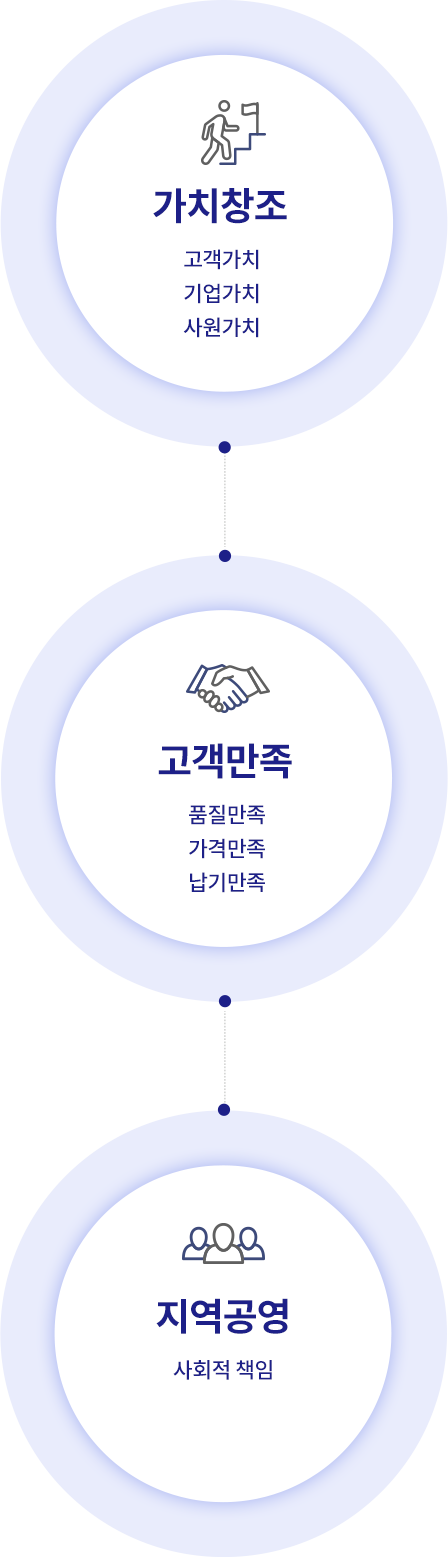 가치창조
고객가치
기업가치
사원가치
고객만족
품질만족
가격만족
납기만족
지역공영
사회적 책임